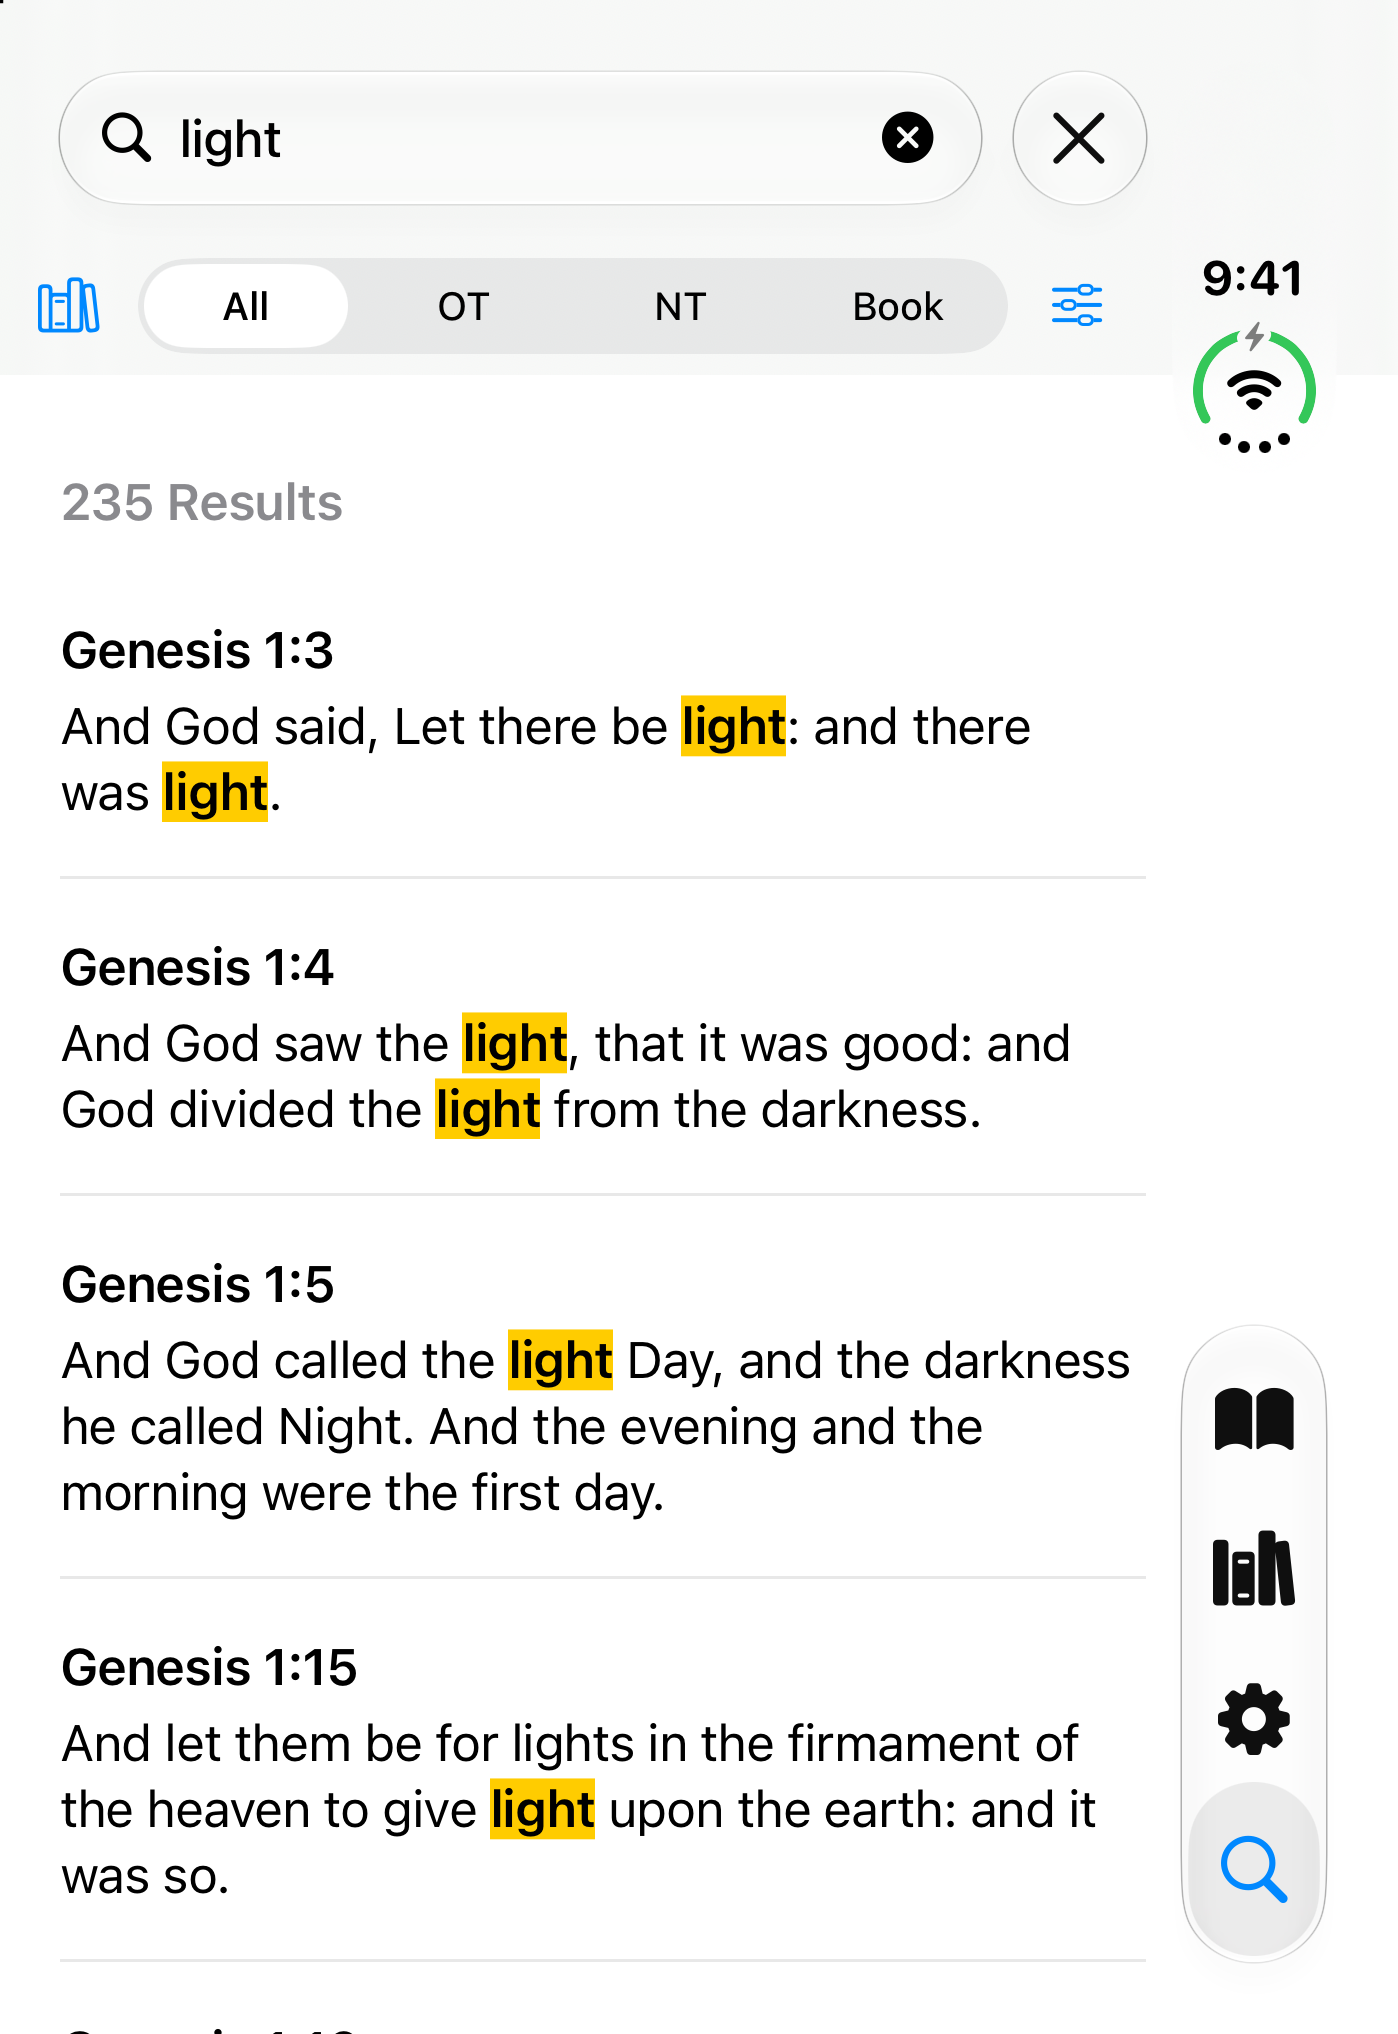 light
All
OT
NT
Book
9:41
235 Results
Genesis 1:3
And God said, Let there be light: and there
was light.
Genesis 1:4
And God saw the light, that it was good: and
God divided the light from the darkness.
Genesis 1:5
And God called the light Day, and the darkness
he called Night. And the evening and the
morning were the first day.
Genesis 1:15
And let them be for lights in the firmament of
the heaven to give light upon the earth: and it
was so.